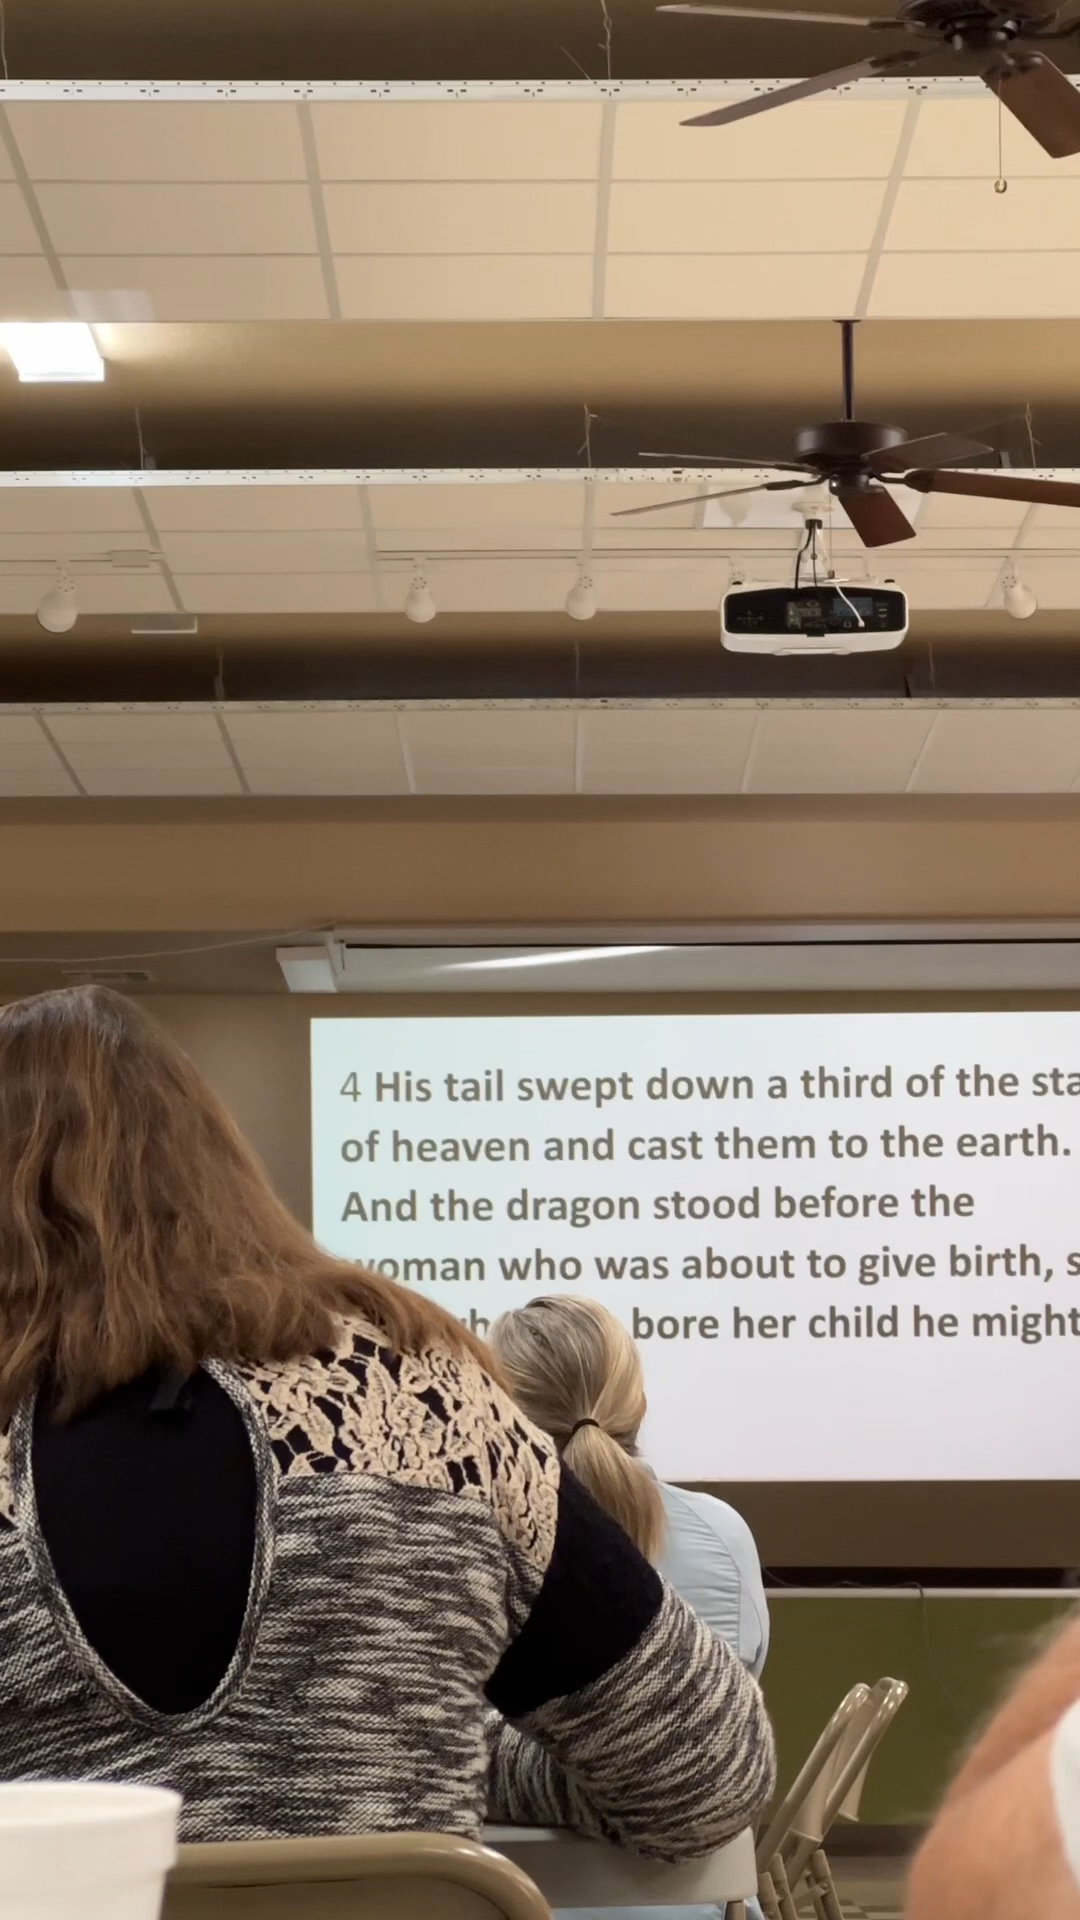 4 His tail swept down a third of the sta
of heaven and cast them to the earth.
And the dragon stood before the
woman who was about to give birth, s
bore her child he might